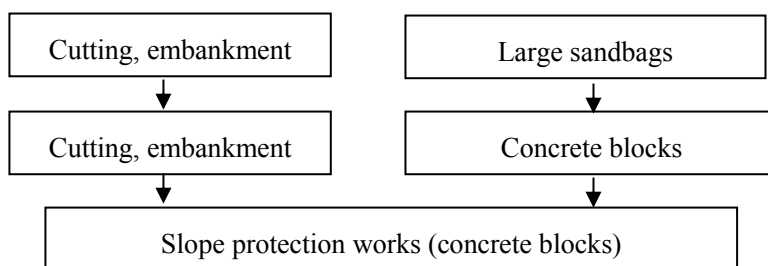 Cutting, embankment
Large sandbags
Cutting, embankment
Concrete blocks
Slope protection works (concrete blocks)